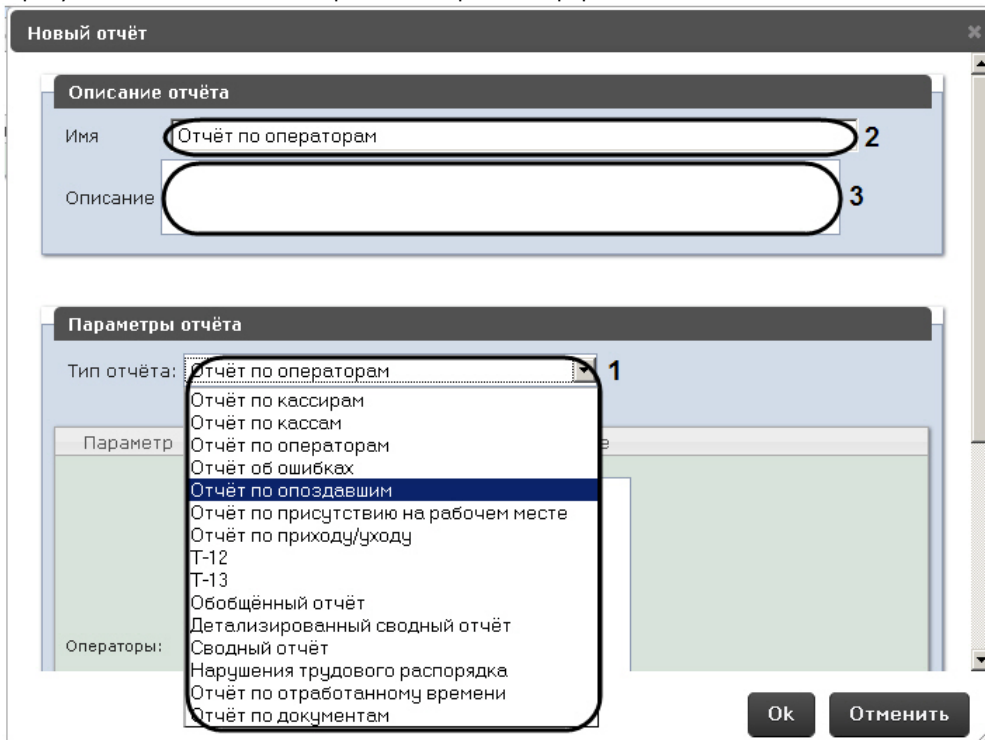 Новый отчёт
Описание отчёта
Имя Отчёт по операторам 2
Описание 3
Параметры отчёта
Тип отчёта: Отчёт по операторам 1
Отчёт по кассирам
Отчёт по кассам
Параметр Отчёт по операторам
Отчёт об ошибках
Отчёт по опоздавшим
Отчёт по присутствию на рабочем месте
Отчёт по приходу/уходу
Т-12
Т-13
Обобщённый отчёт
Детализированный сводный отчёт
Операторы: Сводный отчёт
Нарушения трудового распорядка
Отчёт по отработанному времени
Отчёт по документам
Ok Отменить